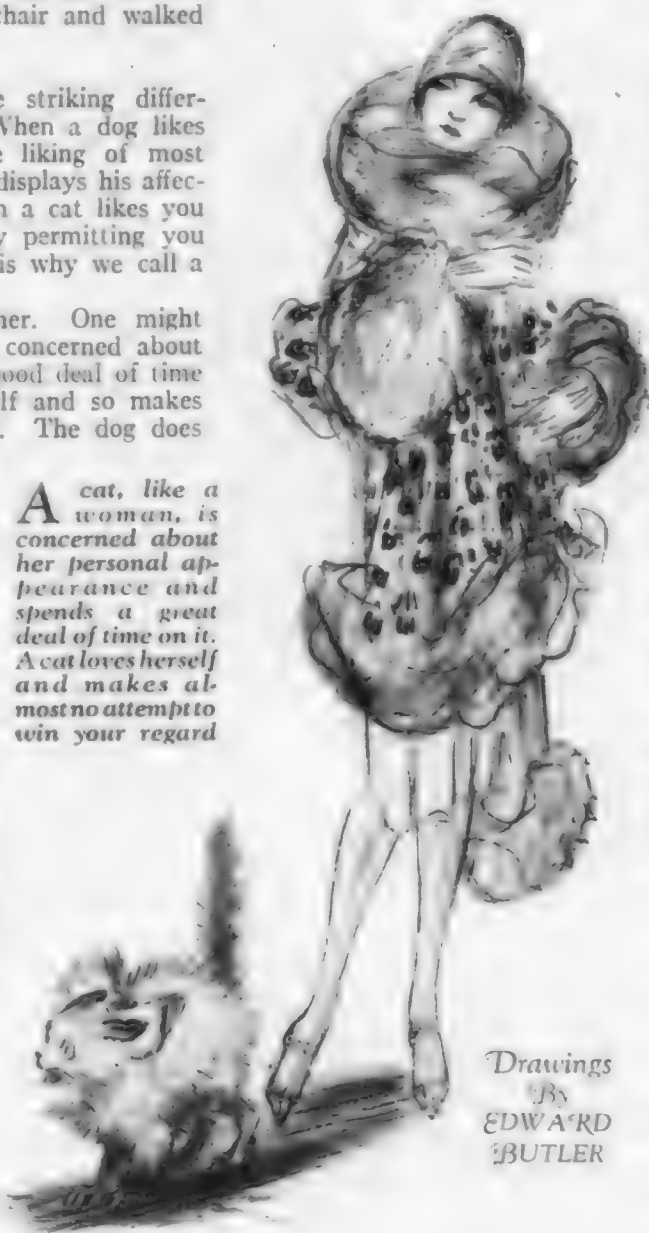 chair and walked
e striking differ-
When a dog likes
e liking of most
displays his affec-
n a cat likes you
y permitting you
is why we call a
ner. One might
concerned about
ood deal of time
lf and so makes
. The dog does
A cat, like a
woman, is
concerned about
her personal ap-
pearance and
spends a great
deal of time on it.
A cat loves herself
and makes al-
most no attempt to
win your regard
Drawings
By
EDWARD
BUTLER